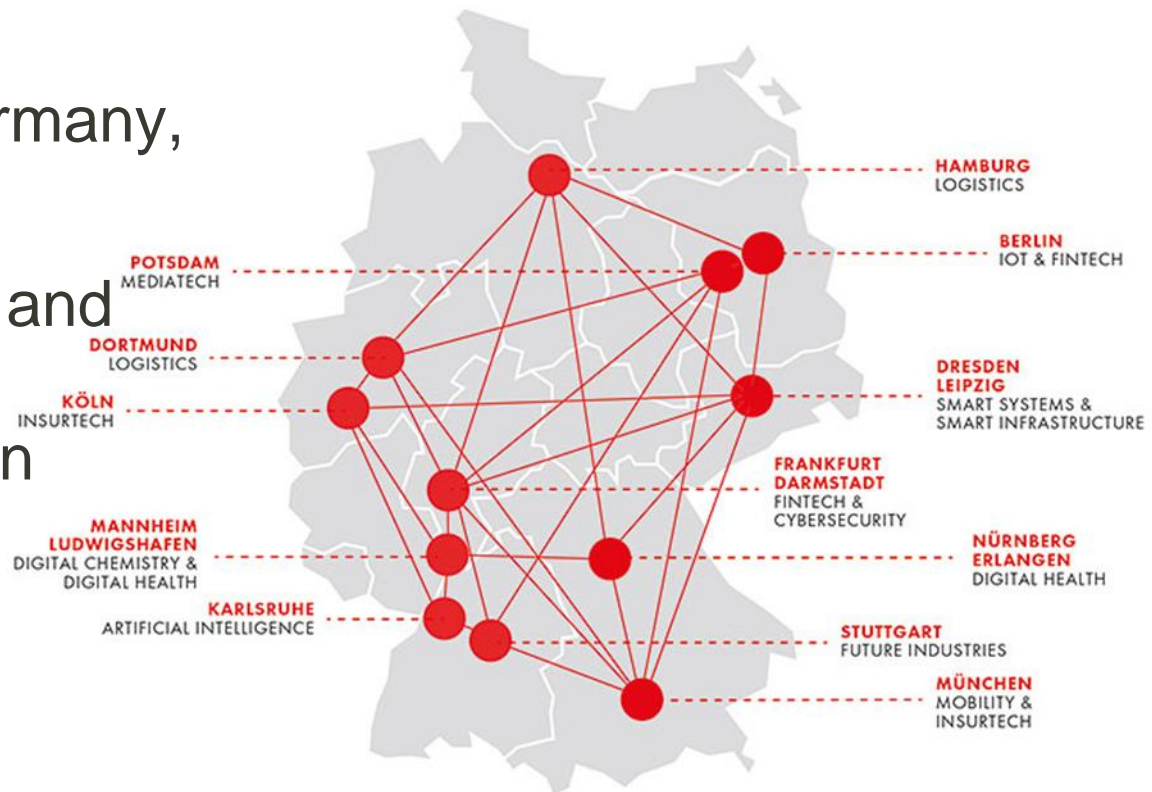 rmany,
and
n
HAMBURG
LOGISTICS
BERLIN
IOT & FINTECH
POTSDAM
MEDIATECH
DORTMUND
LOGISTICS
KÖLN
INSURTECH
DRESDEN
LEIPZIG
SMART SYSTEMS &
SMART INFRASTRUCTURE
FRANKFURT
DARMSTADT
FINTECH &
CYBERSECURITY
MANNHEIM
LUDWIGSHAFEN
DIGITAL CHEMISTRY &
DIGITAL HEALTH
NÜRNBERG
ERLANGEN
DIGITAL HEALTH
KARLSRUHE
ARTIFICIAL INTELLIGENCE
STUTTGART
FUTURE INDUSTRIES
MÜNCHEN
MOBILITY &
INSURTECH